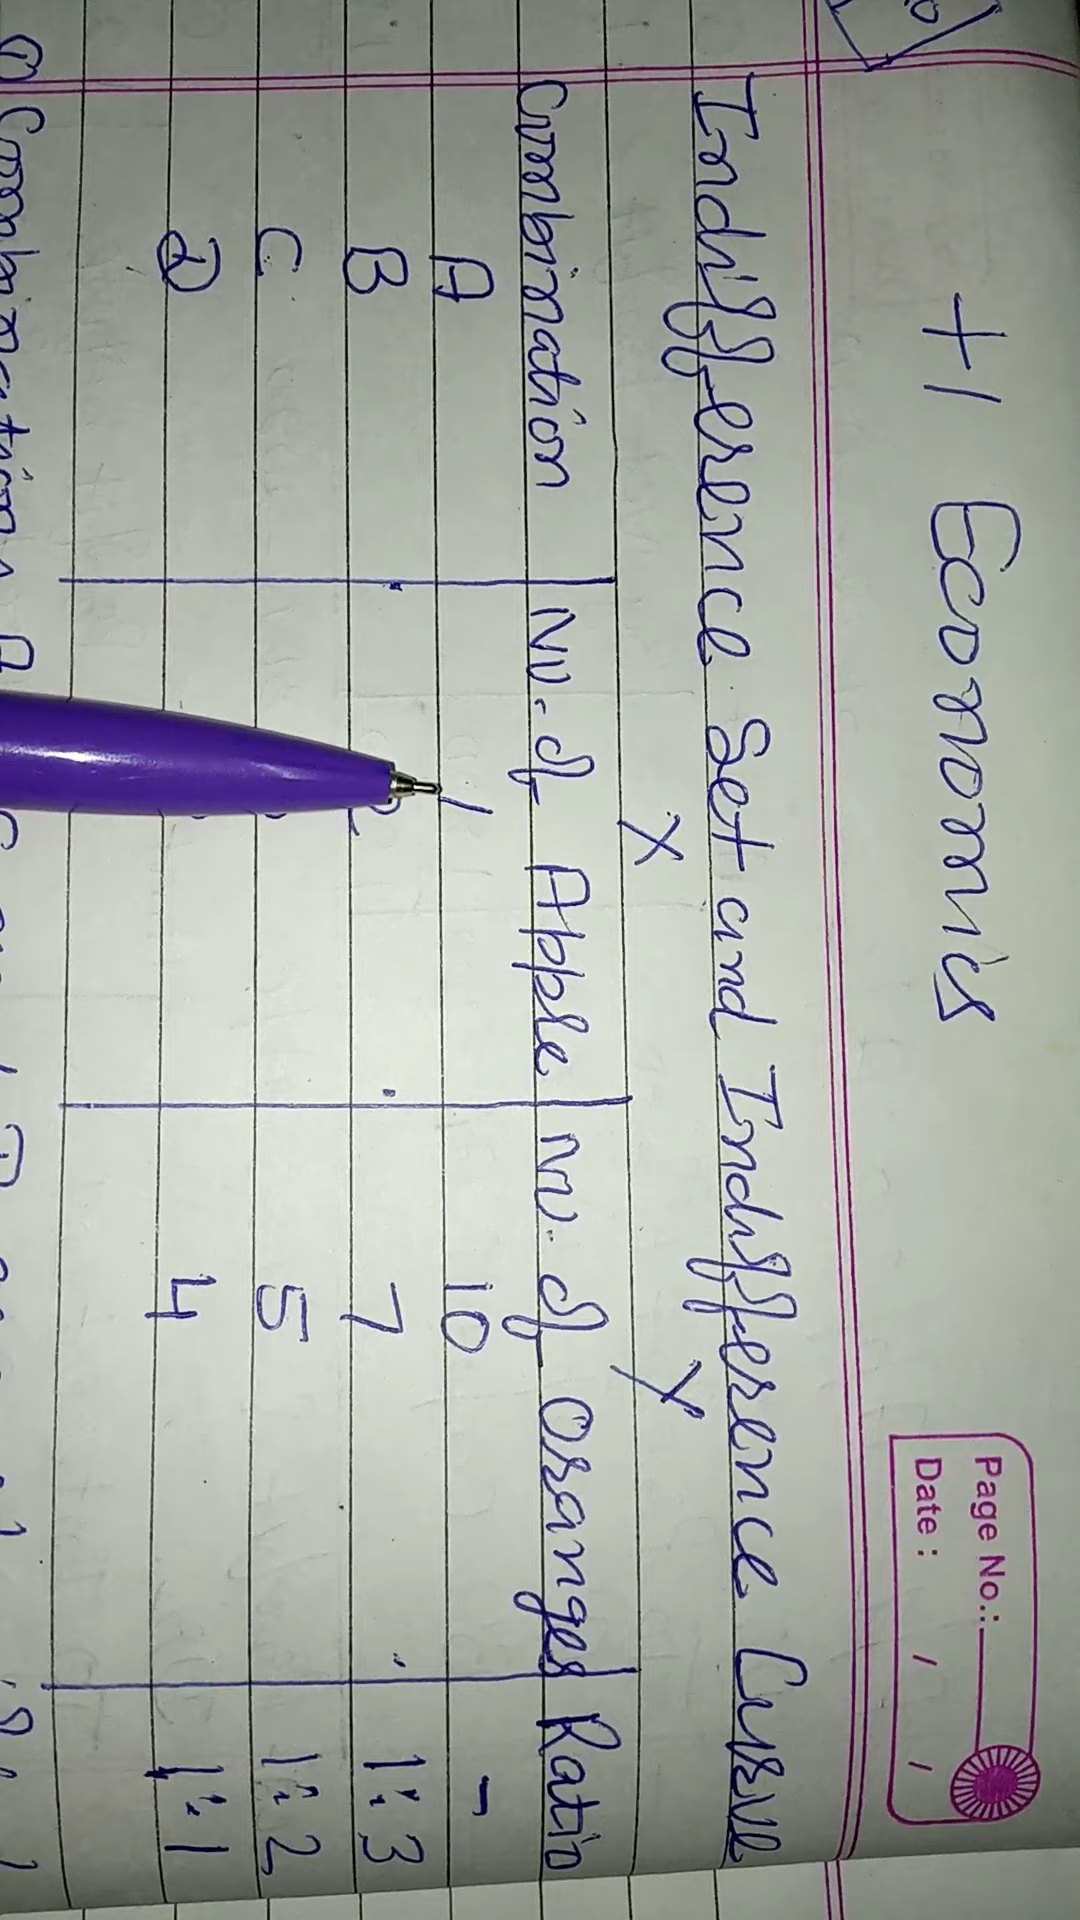 +1 Economics
Page No.:
Date : / /
Indifference Set and Indifference Curve
X Y
Combination No. of Apple No. of oranges Ratio
A 1 10 -
B 2 7 1:3
C 5 1:2
D 4 1:1